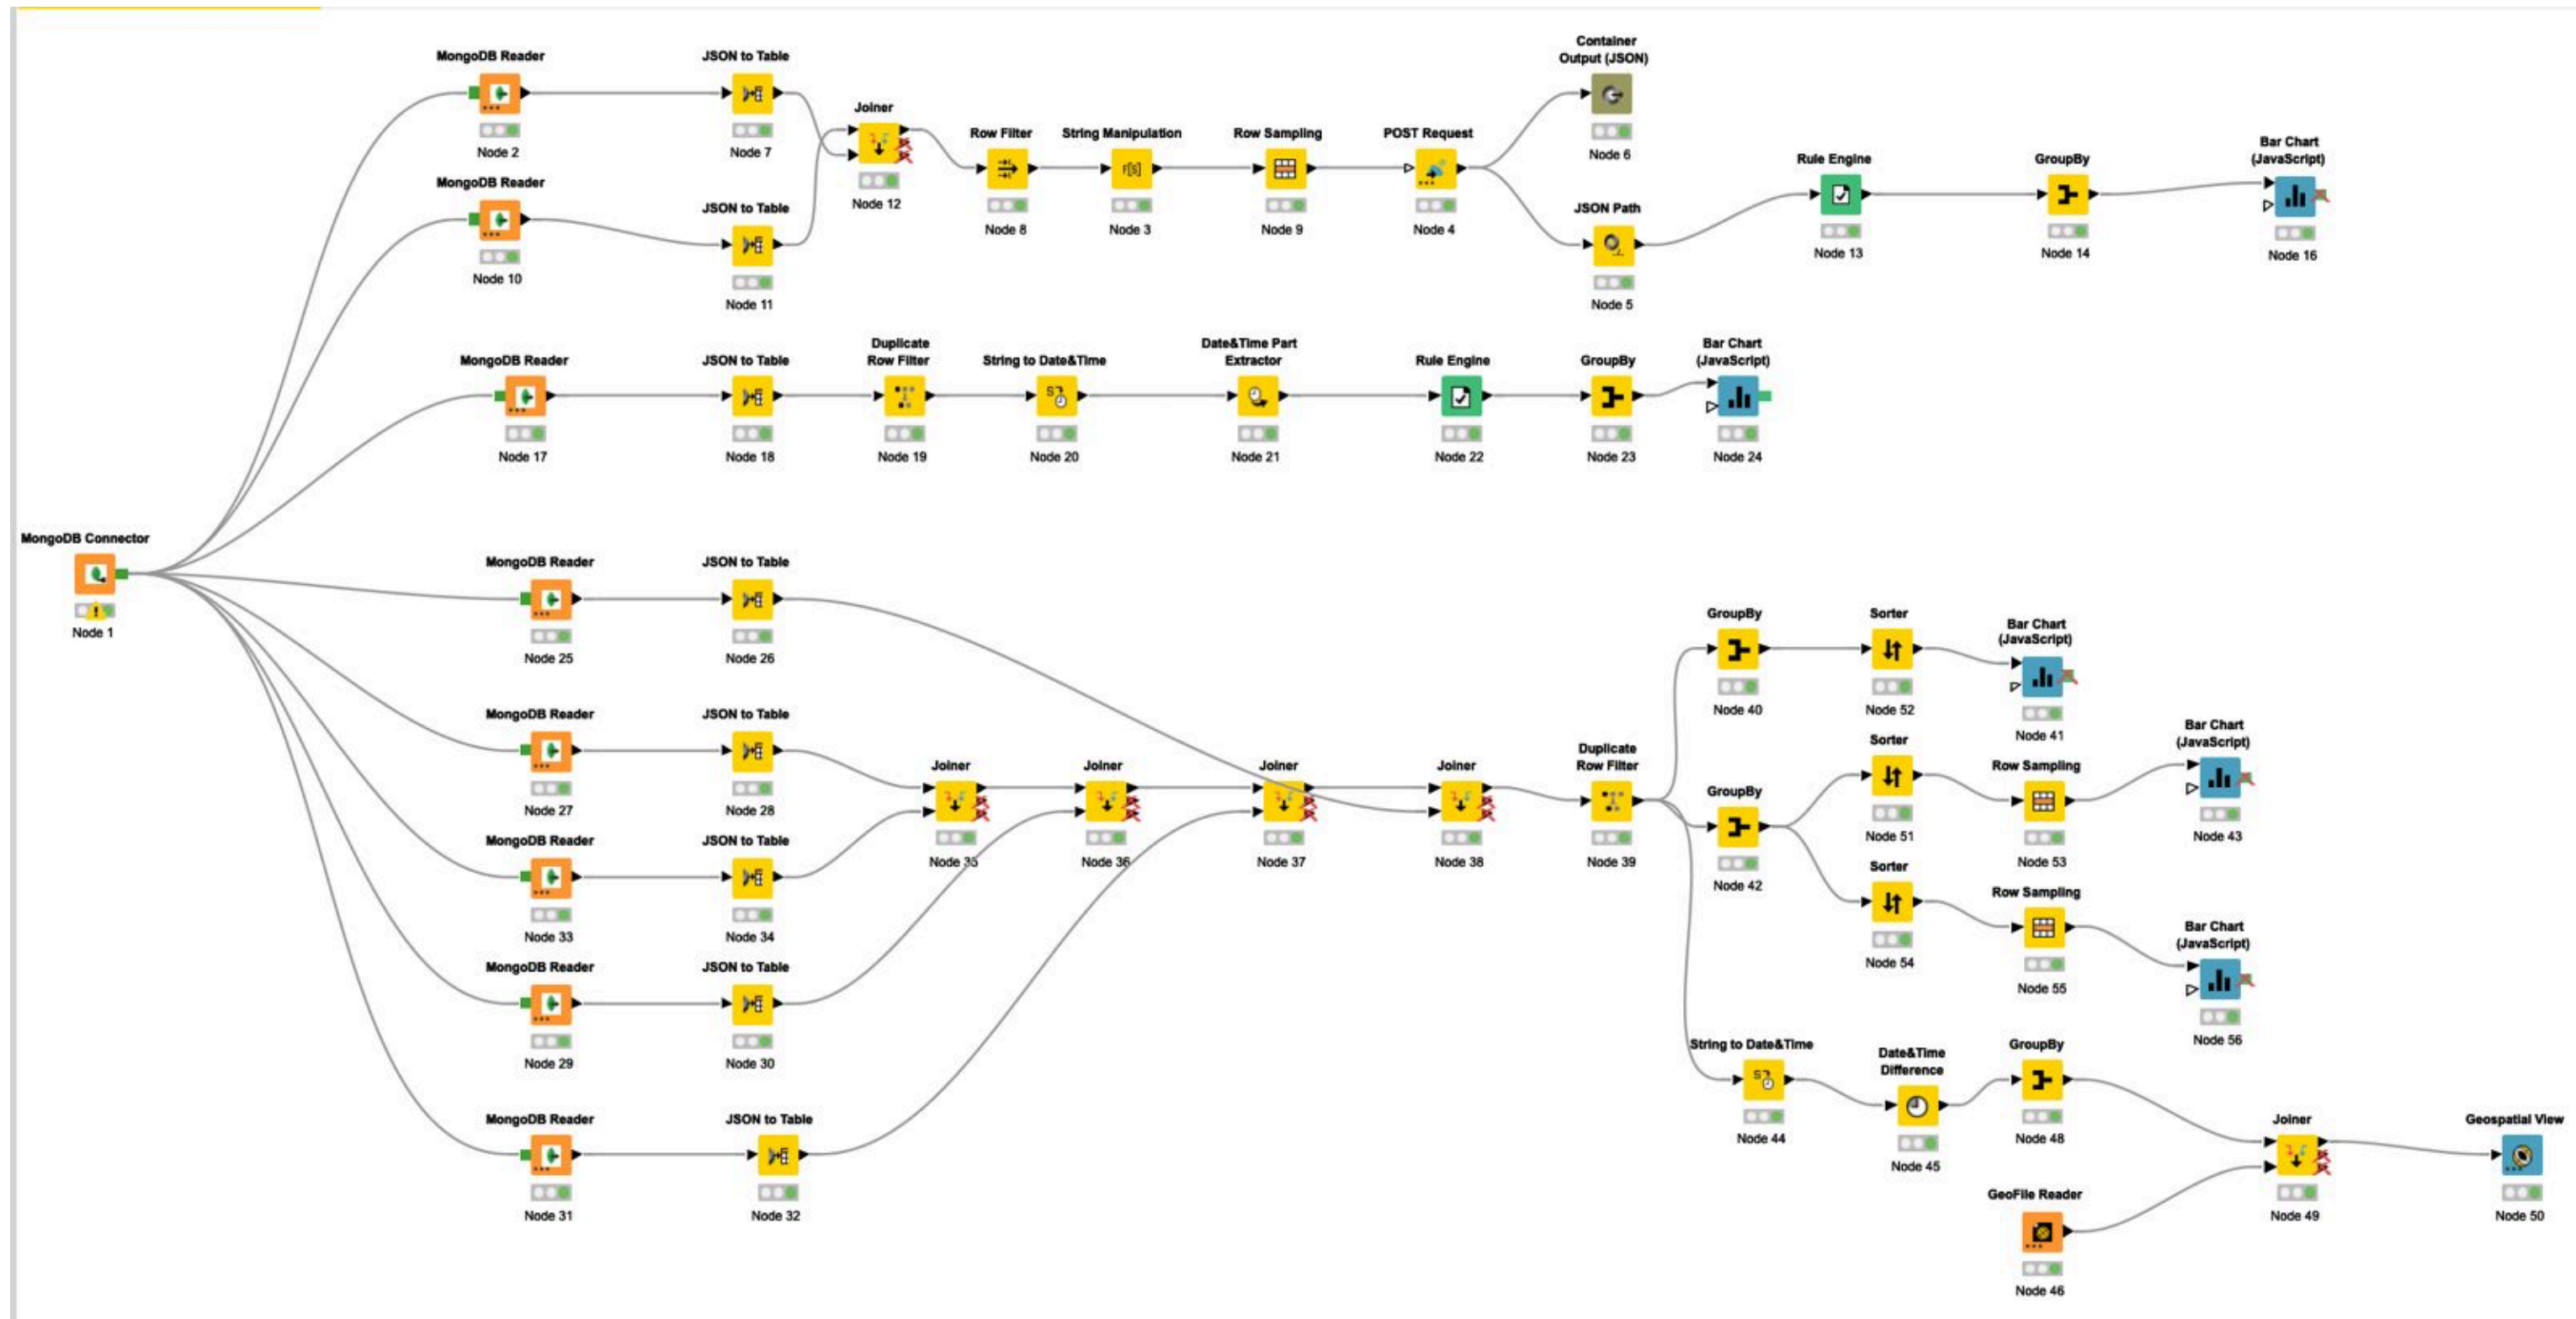 MongoDB Reader
Node 2
JSON to Table
Node 7
MongoDB Reader
Node 10
JSON to Table
Node 11
Joiner
Node 12
Row Filter
Node 8
String Manipulation
Node 3
Row Sampling
Node 9
POST Request
Node 4
Container
Output (JSON)
Node 6
JSON Path
Node 5
Rule Engine
Node 13
GroupBy
Node 14
Bar Chart
(JavaScript)
Node 16
MongoDB Reader
Node 17
JSON to Table
Node 18
Duplicate
Row Filter
Node 19
String to Date&Time
Node 20
Date&Time Part
Extractor
Node 21
Rule Engine
Node 22
GroupBy
Node 23
Bar Chart
(JavaScript)
Node 24
MongoDB Connector
Node 1
MongoDB Reader
Node 25
JSON to Table
Node 26
MongoDB Reader
Node 27
JSON to Table
Node 28
MongoDB Reader
Node 33
JSON to Table
Node 34
MongoDB Reader
Node 29
JSON to Table
Node 30
MongoDB Reader
Node 31
JSON to Table
Node 32
Joiner
Node 35
Joiner
Node 36
Joiner
Node 37
Joiner
Node 38
Duplicate
Row Filter
Node 39
GroupBy
Node 40
Sorter
Node 52
Bar Chart
(JavaScript)
Node 41
GroupBy
Node 42
Sorter
Node 51
Row Sampling
Node 53
Bar Chart
(JavaScript)
Node 43
Sorter
Node 54
Row Sampling
Node 55
Bar Chart
(JavaScript)
Node 56
String to Date&Time
Node 44
Date&Time
Difference
Node 45
GroupBy
Node 48
GeoFile Reader
Node 46
Joiner
Node 49
Geospatial View
Node 50